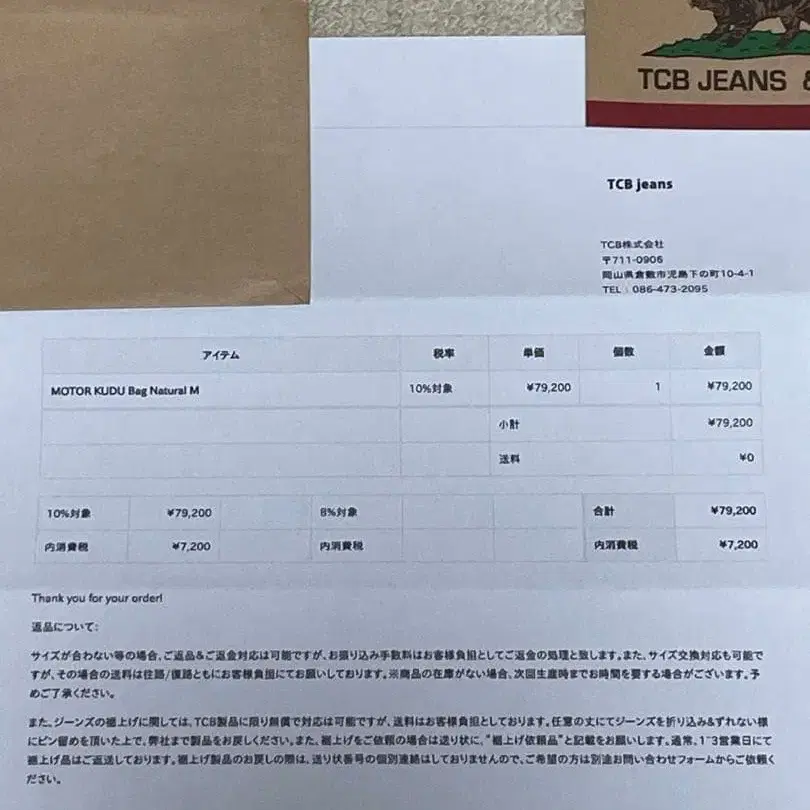 TCB JEANS &
TCB jeans
TCB株式会社
〒711-0906
岡山県倉敷市児島下の町10-4-1
TEL : 086-473-2095
アイテム 税率 単価 個数 金額
MOTOR KUDU Bag Natural M 10%対象 ¥79,200 1 ¥79,200
小計 ¥79,200
送料 ¥0
10%対象 ¥79,200 8%対象 合計 ¥79,200
内消費税 ¥7,200 内消費税 内消費税 ¥7,200
Thank you for your order!
返品について:
サイズが合わない等の場合、ご返品&ご返金対応は可能ですが、お振り込み手数料はお客様負担としてご返金の処理と致します。また、サイズ交換対応も可能で
すが、その場合の送料は往路/復路ともにお客様負担にてお願いしております。※商品の在庫がない場合、次回生産時までお時間を要する場合がございます。予
めご了承ください。
また、ジーンズの裾上げに関しては、TCB製品に限り無償で対応は可能ですが、送料はお客様負担としております。任意の丈にてジーンズを折り込み&ずれない様
にピン留めを頂いた上で、弊社まで製品をお戻しください。また、裾上げをご依頼の場合は送り状に、"裾上げ依頼品"と記載をお願いします。通常、1~3営業日にて
裾上げ品はご返送しております。裾上げ製品のお戻しの際は、送り状番号の個別連絡はしておりませんので、ご希望の方は別途お問い合わせフォームからご依頼く
ださい。